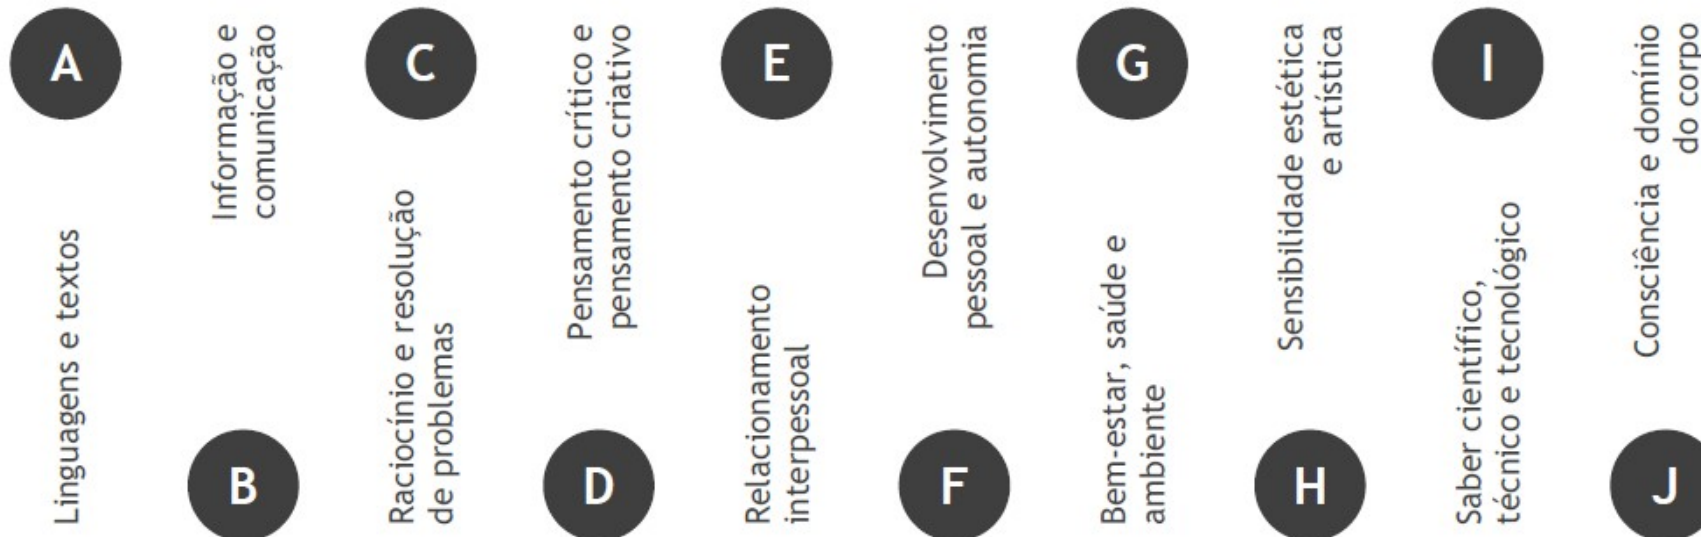 A
Linguagens e textos
B
Informação e
comunicação
C
Raciocínio e resolução
de problemas
D
Pensamento crítico e
pensamento criativo
E
Relacionamento
interpessoal
F
Desenvolvimento
pessoal e autonomia
G
Bem-estar, saúde e
ambiente
H
Sensibilidade estética
e artística
I
Saber científico,
técnico e tecnológico
J
Consciência e domínio
do corpo